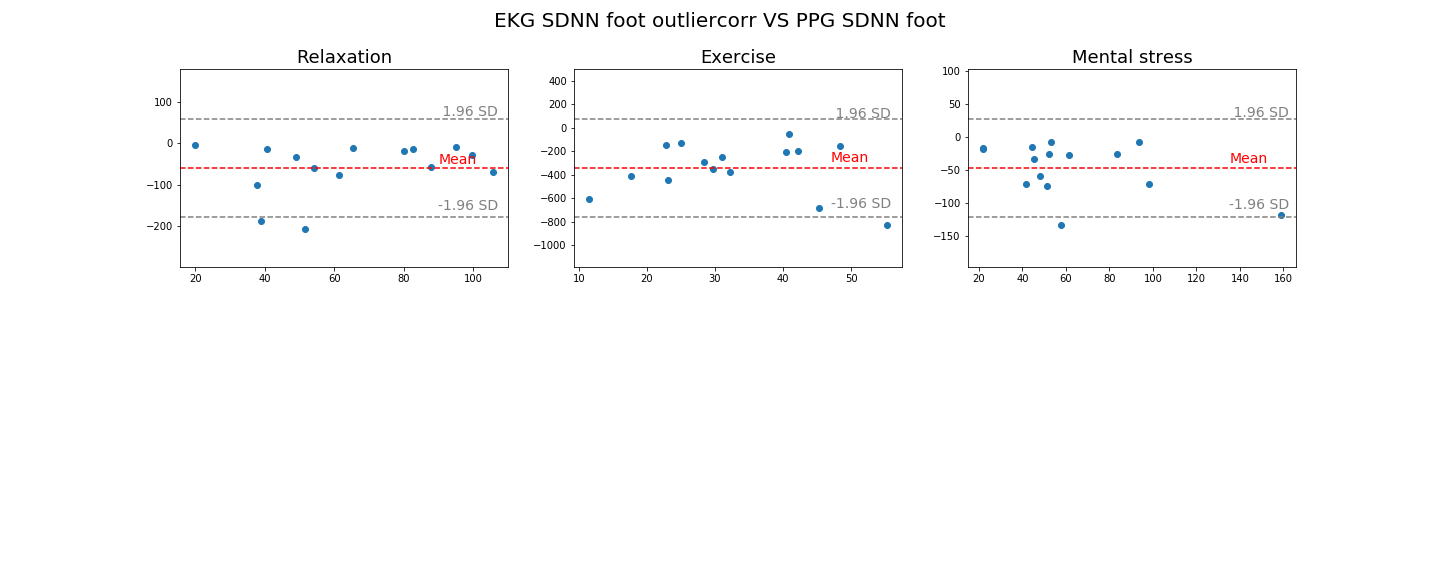 EKG SDNN foot outliercorr VS PPG SDNN foot
Relaxation
100
0
−100
−200
1.96 SD
Mean
-1.96 SD
20 40 60 80 100
Exercise
400
200
0
−200
−400
−600
−800
−1000
1.96 SD
Mean
-1.96 SD
10 20 30 40 50
Mental stress
100
50
0
−50
−100
−150
1.96 SD
Mean
-1.96 SD
20 40 60 80 100 120 140 160